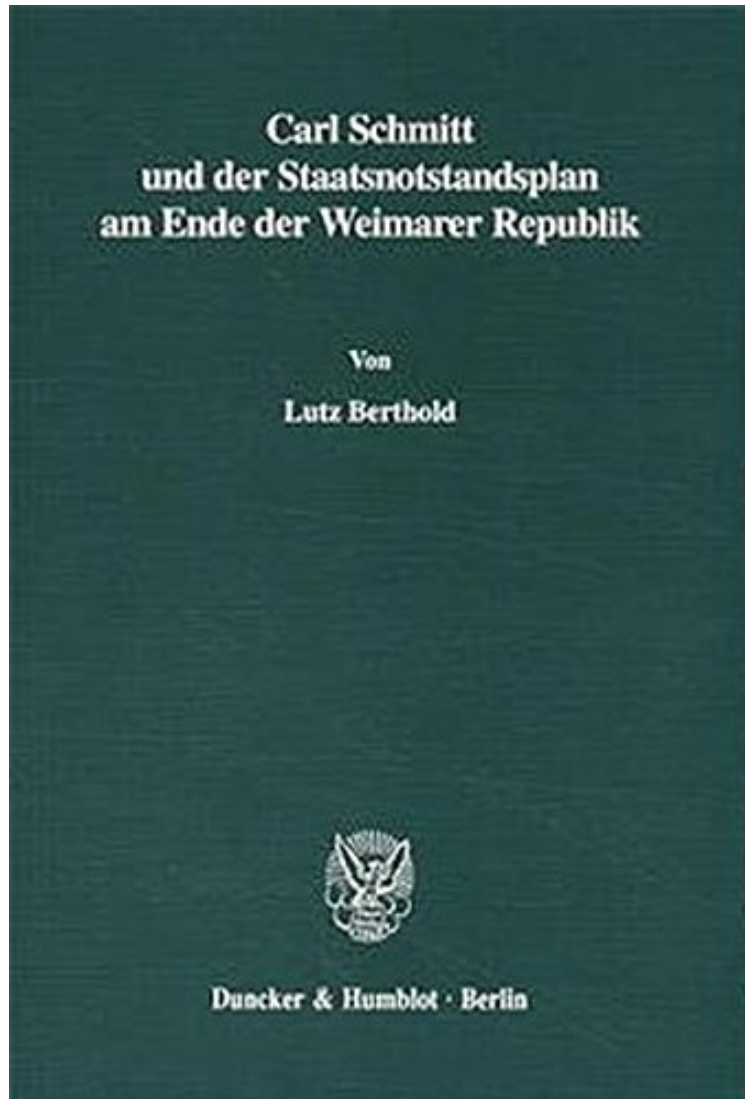 Carl Schmitt
und der Staatsnotstandsplan
am Ende der Weimarer Republik
Von
Lutz Berthold
Duncker & Humblot · Berlin